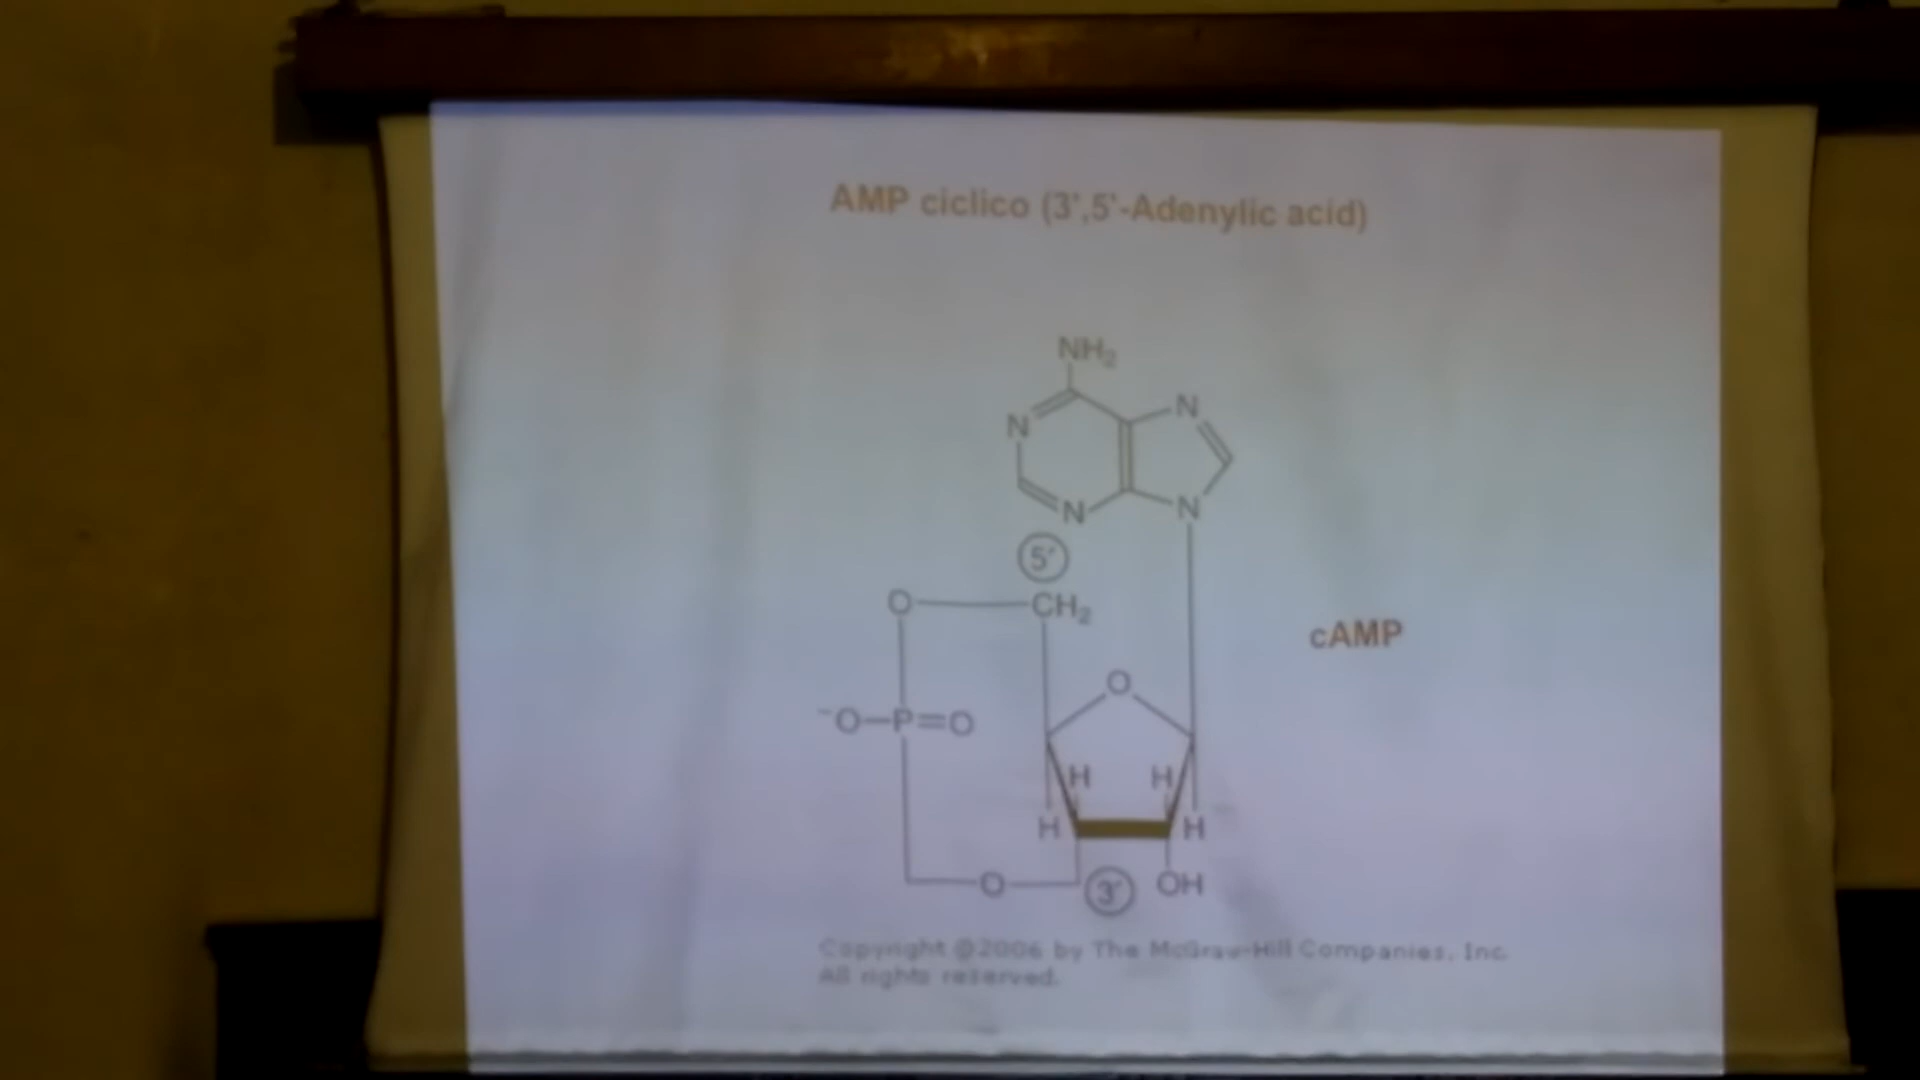 AMP ciclico (3',5'-Adenylic acid)
NH₂
N
N
N
N
5'
O
CH₂
cAMP
O
⁻O–P=O
H
H
H
H
O
3'
OH
Copyright @2006 by The McGraw-Hill Companies, Inc.
All rights reserved.